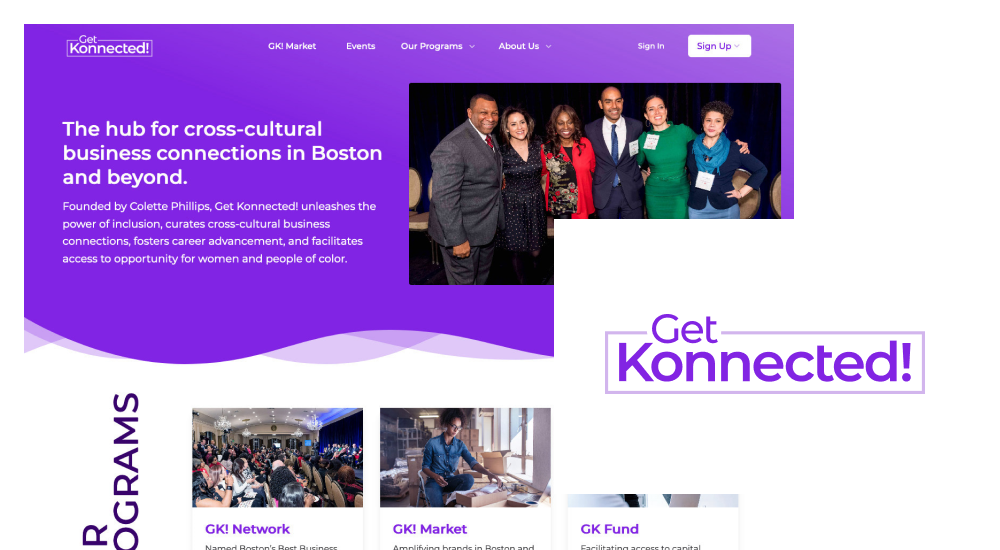 Get
Konnected!
GK! Market Events Our Programs About Us Sign In Sign Up
The hub for cross-cultural
business connections in Boston
and beyond.
Founded by Colette Phillips, Get Konnected! unleashes the
power of inclusion, curates cross-cultural business
connections, fosters career advancement, and facilitates
access to opportunity for women and people of color.
Get
Konnected!
R
OGRAMS
GK! Network
Named Boston's Best Business
GK! Market
Amplifying brands in Boston and
GK Fund
Facilitating access to capital